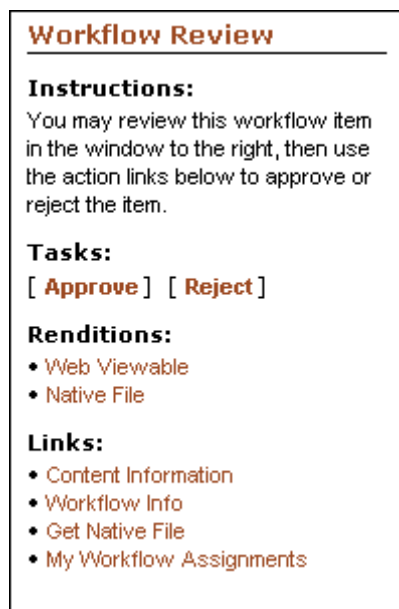 Workflow Review
Instructions:
You may review this workflow item
in the window to the right, then use
the action links below to approve or
reject the item.
Tasks:
[ Approve ] [ Reject ]
Renditions:
• Web Viewable
• Native File
Links:
• Content Information
• Workflow Info
• Get Native File
• My Workflow Assignments